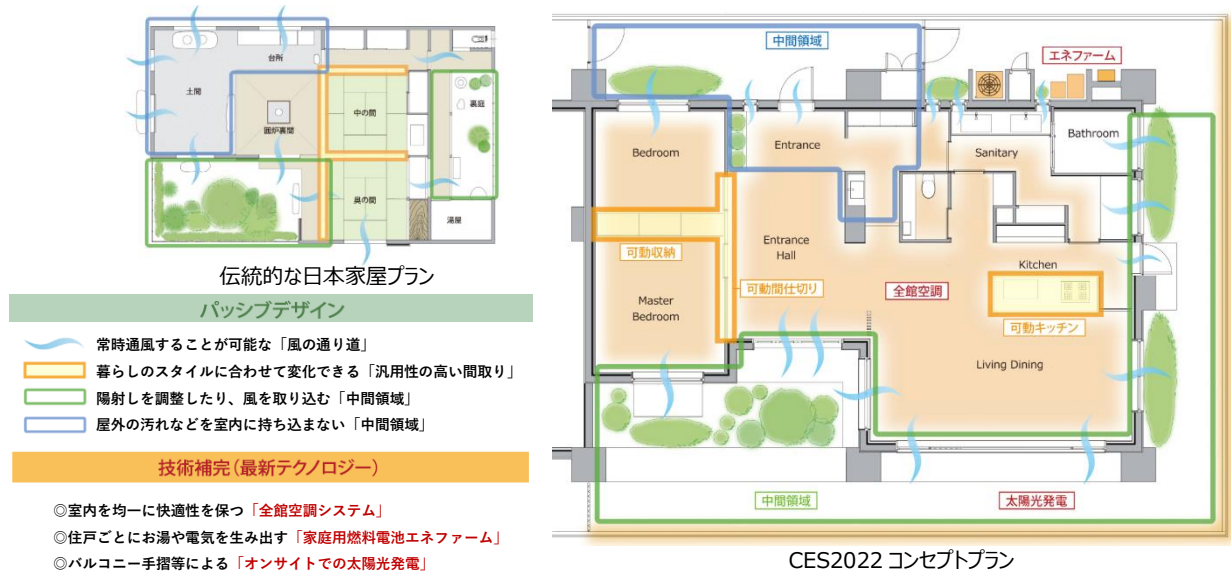 台所
土間
囲炉裏間
中の間
裏庭
奥の間
湯屋
伝統的な日本家屋プラン
パッシブデザイン
常時通風することが可能な「風の通り道」
暮らしのスタイルに合わせて変化できる「汎用性の高い間取り」
陽射しを調整したり、風を取り込む「中間領域」
屋外の汚れなどを室内に持ち込まない「中間領域」
技術補完(最新テクノロジー)
◎室内を均一に快適性を保つ「全館空調システム」
◎住戸ごとにお湯や電気を生み出す「家庭用燃料電池エネファーム」
◎バルコニー手摺等による「オンサイトでの太陽光発電」
中間領域
エネファーム
Bedroom
Entrance
Sanitary
Bathroom
可動収納
Entrance
Hall
Kitchen
可動間仕切り
全館空調
Master
Bedroom
可動キッチン
Living Dining
中間領域
太陽光発電
CES2022 コンセプトプラン